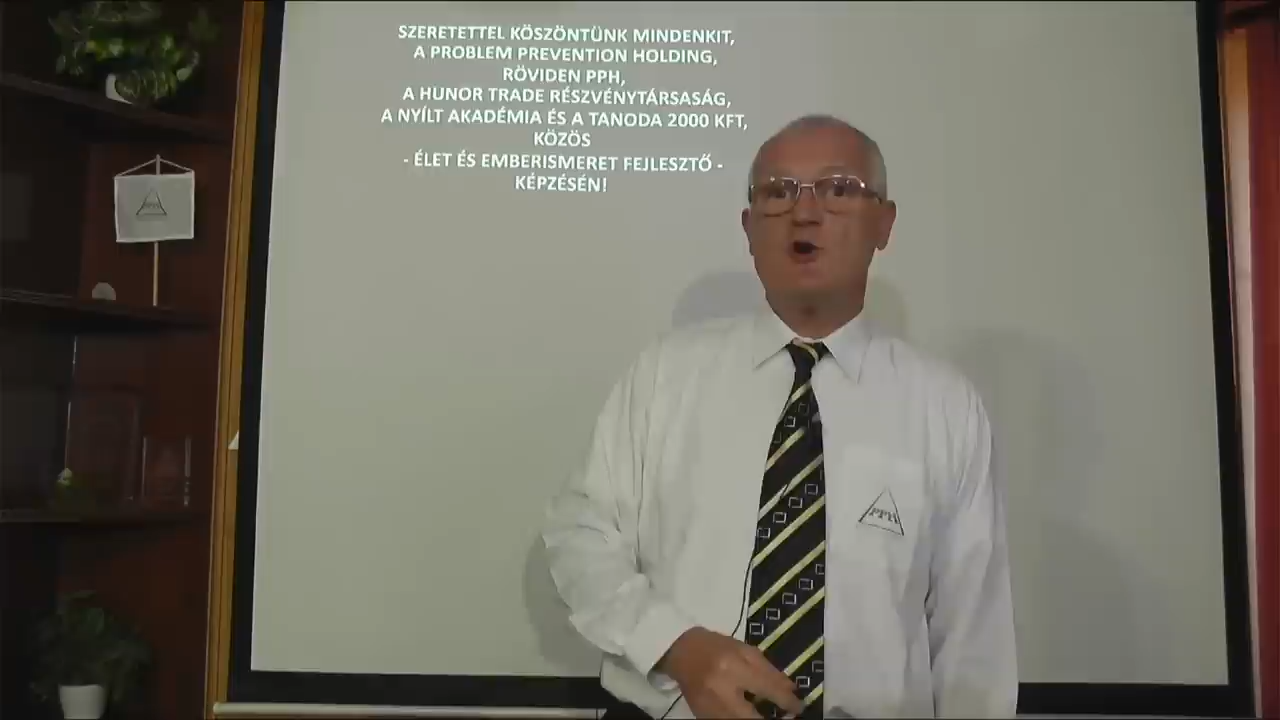 SZERETETTEL KÖSZÖNTÜNK MINDENKIT,
A PROBLEM PREVENTION HOLDING,
RÖVIDEN PPH,
A HUNOR TRADE RÉSZVÉNYTÁRSASÁG,
A NYÍLT AKADÉMIA ÉS A TANODA 2000 KFT,
KÖZÖS
- ÉLET ÉS EMBERISMERET FEJLESZTŐ -
KÉPZÉSÉN!
PPH
PPH